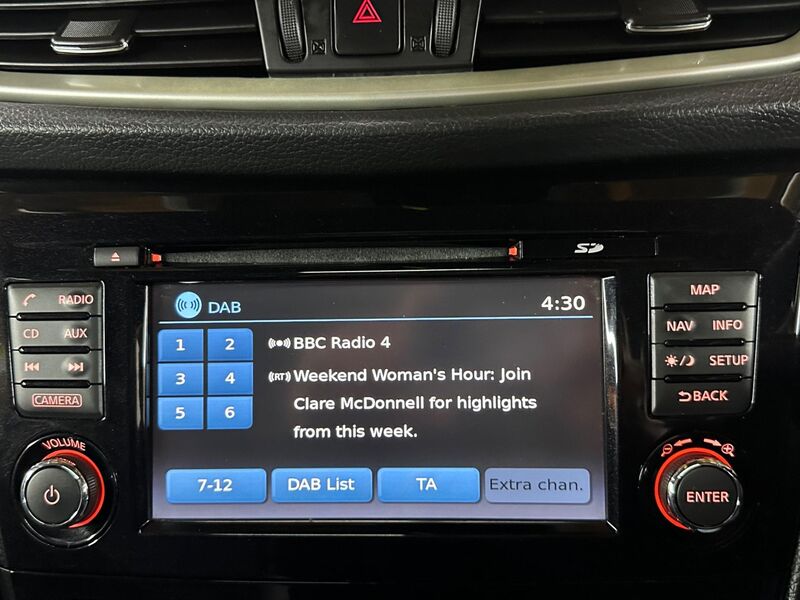 SD
RADIO
MAP
CD AUX
NAV INFO
SETUP
CAMERA
BACK
VOLUME
ENTER
DAB 4:30
1 2
3 4
5 6
BBC Radio 4
(RT) Weekend Woman's Hour: Join
Clare McDonnell for highlights
from this week.
7-12 DAB List TA Extra chan.